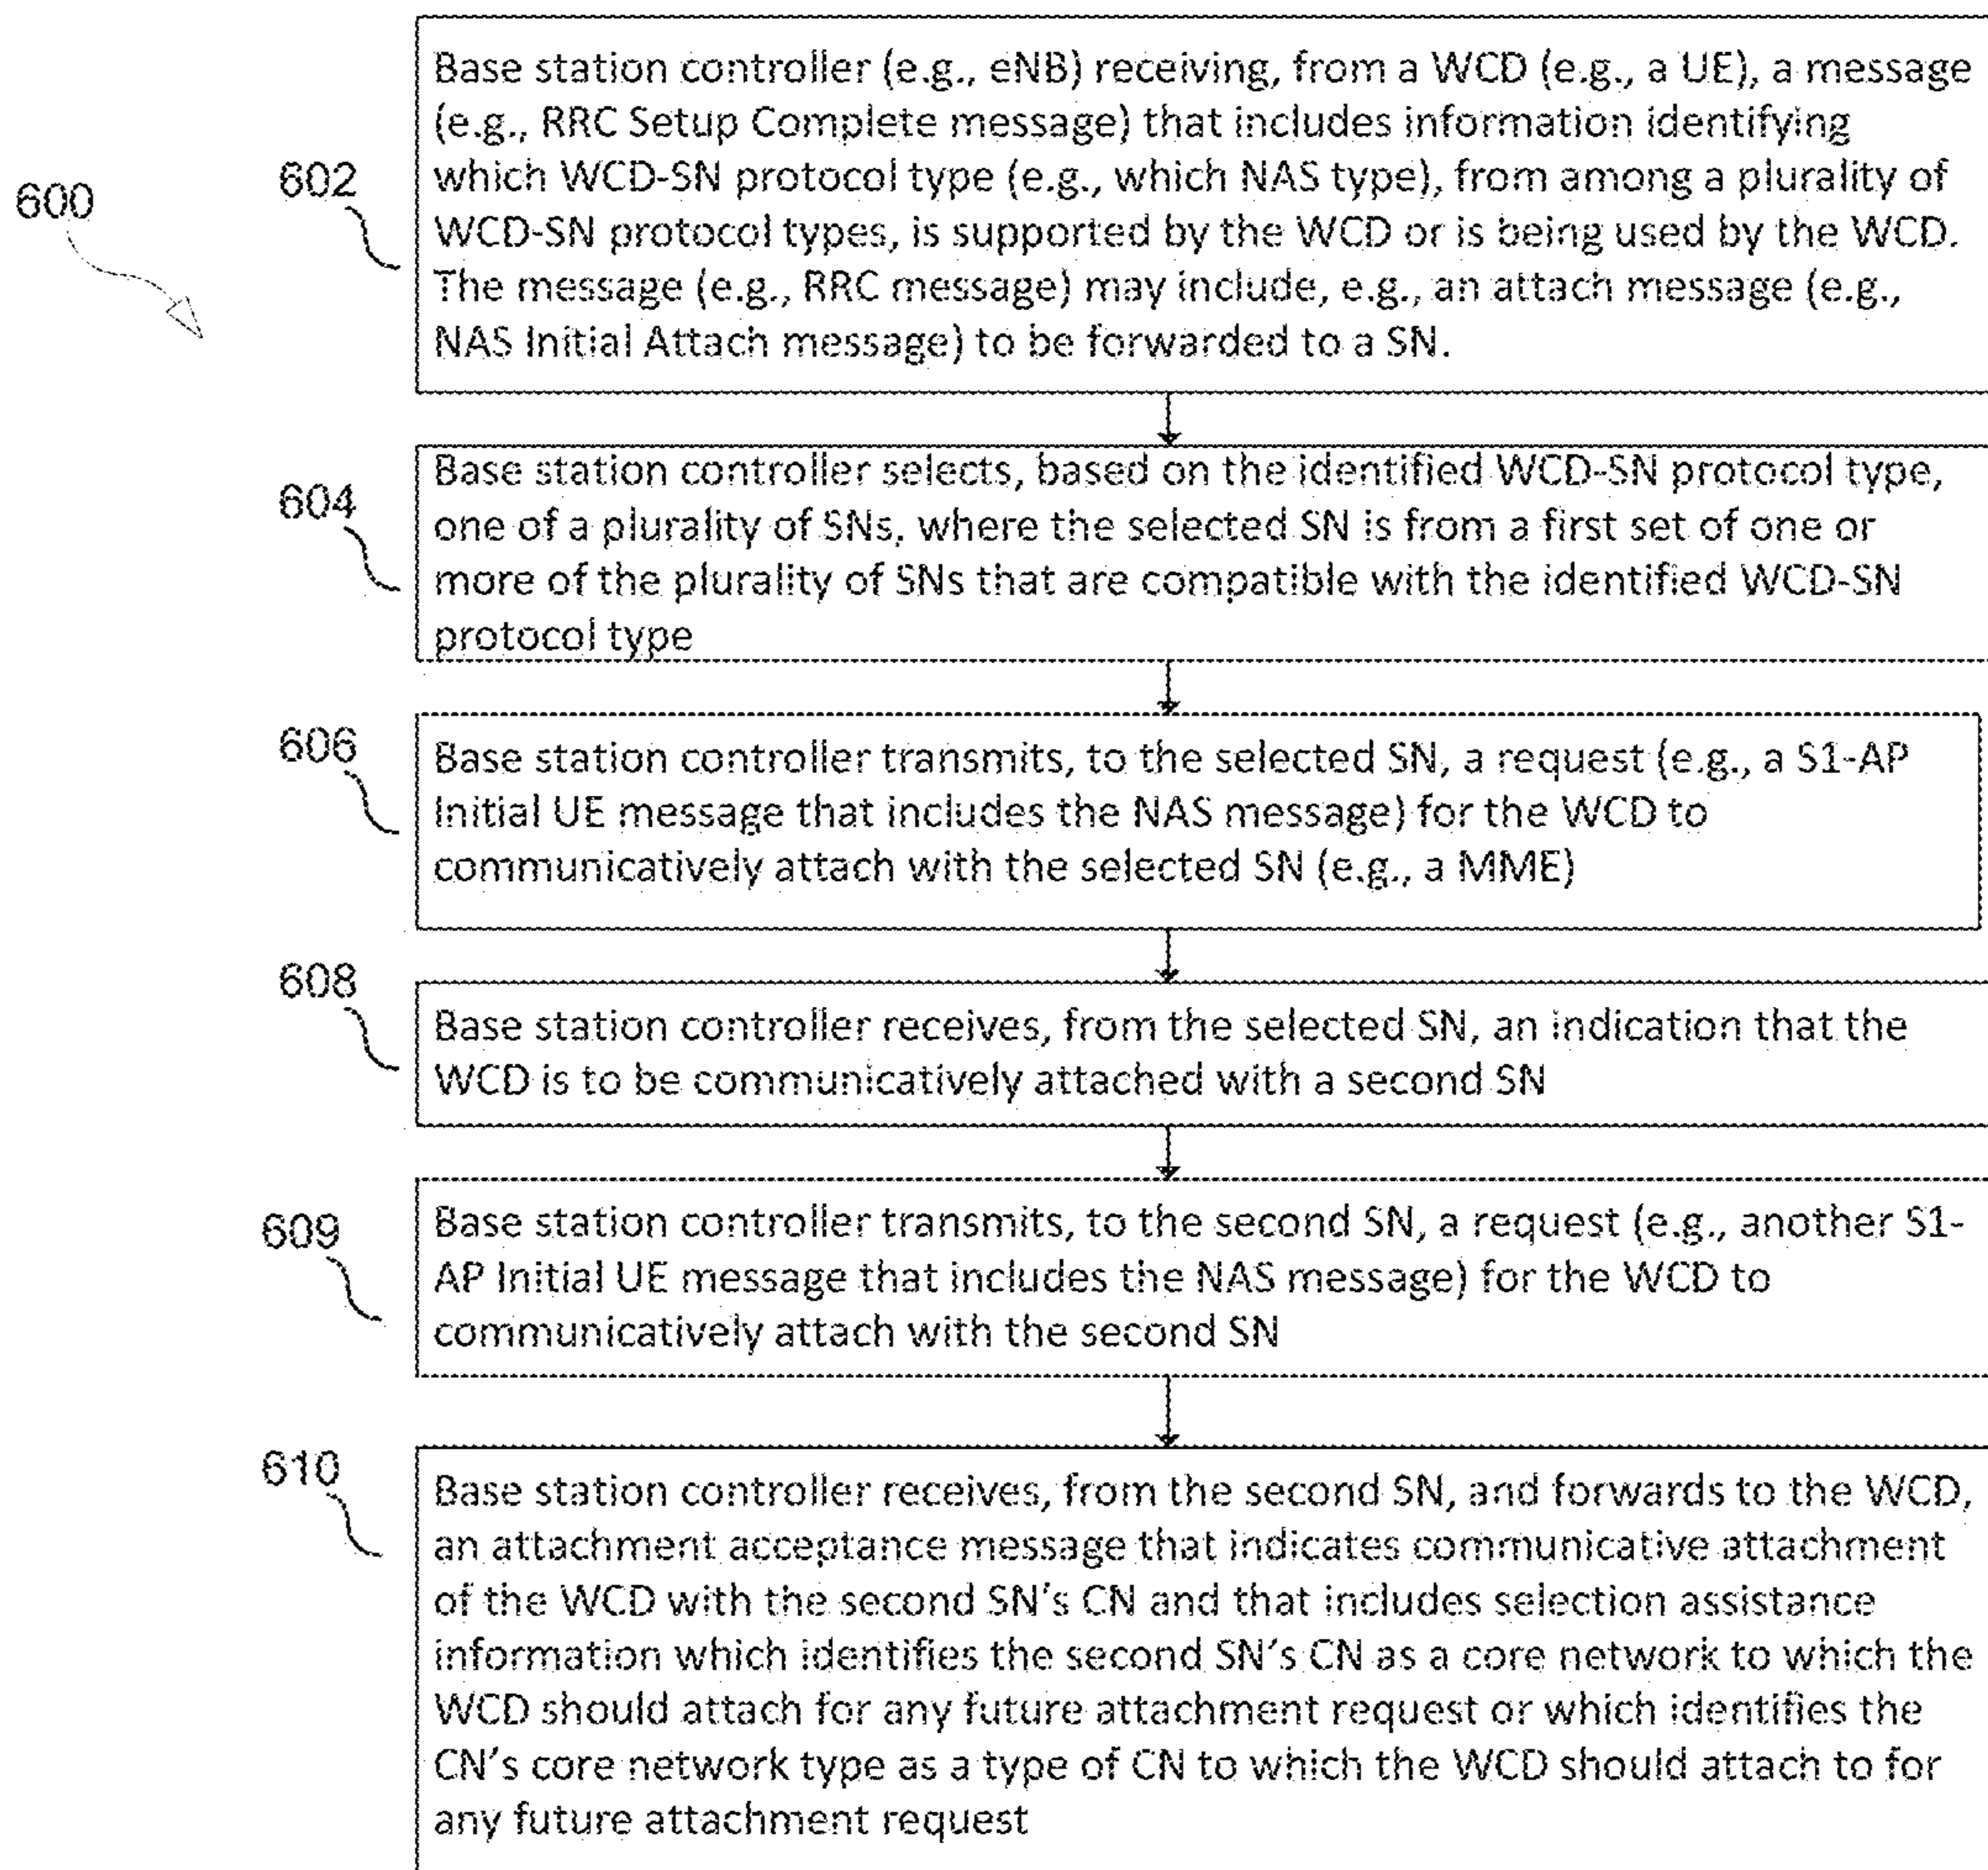 600
602
Base station controller (e.g., eNB) receiving, from a WCD (e.g., a UE), a message
(e.g., RRC Setup Complete message) that includes information identifying
which WCD-SN protocol type (e.g., which NAS type), from among a plurality of
WCD-SN protocol types, is supported by the WCD or is being used by the WCD.
The message (e.g., RRC message) may include, e.g., an attach message (e.g.,
NAS Initial Attach message) to be forwarded to a SN.
604
Base station controller selects, based on the identified WCD-SN protocol type,
one of a plurality of SNs, where the selected SN is from a first set of one or
more of the plurality of SNs that are compatible with the identified WCD-SN
protocol type
606
Base station controller transmits, to the selected SN, a request (e.g., a S1-AP
Initial UE message that includes the NAS message) for the WCD to
communicatively attach with the selected SN (e.g., a MME)
608
Base station controller receives, from the selected SN, an indication that the
WCD is to be communicatively attached with a second SN
609
Base station controller transmits, to the second SN, a request (e.g., another S1-
AP Initial UE message that includes the NAS message) for the WCD to
communicatively attach with the second SN
610
Base station controller receives, from the second SN, and forwards to the WCD,
an attachment acceptance message that indicates communicative attachment
of the WCD with the second SN's CN and that includes selection assistance
information which identifies the second SN's CN as a core network to which the
WCD should attach for any future attachment request or which identifies the
CN's core network type as a type of CN to which the WCD should attach to for
any future attachment request